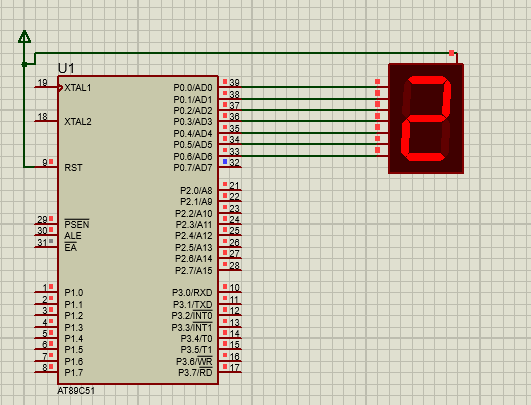 U1
19 XTAL1 P0.0/AD0 39
P0.1/AD1 38
P0.2/AD2 37
18 XTAL2 P0.3/AD3 36
P0.4/AD4 35
P0.5/AD5 34
P0.6/AD6 33
9 RST P0.7/AD7 32
P2.0/A8 21
P2.1/A9 22
P2.2/A10 23
29 PSEN P2.3/A11 24
30 ALE P2.4/A12 25
31 EA P2.5/A13 26
P2.6/A14 27
P2.7/A15 28
1 P1.0 P3.0/RXD 10
2 P1.1 P3.1/TXD 11
3 P1.2 P3.2/INT0 12
4 P1.3 P3.3/INT1 13
5 P1.4 P3.4/T0 14
6 P1.5 P3.5/T1 15
7 P1.6 P3.6/WR 16
8 P1.7 P3.7/RD 17
AT89C51
2